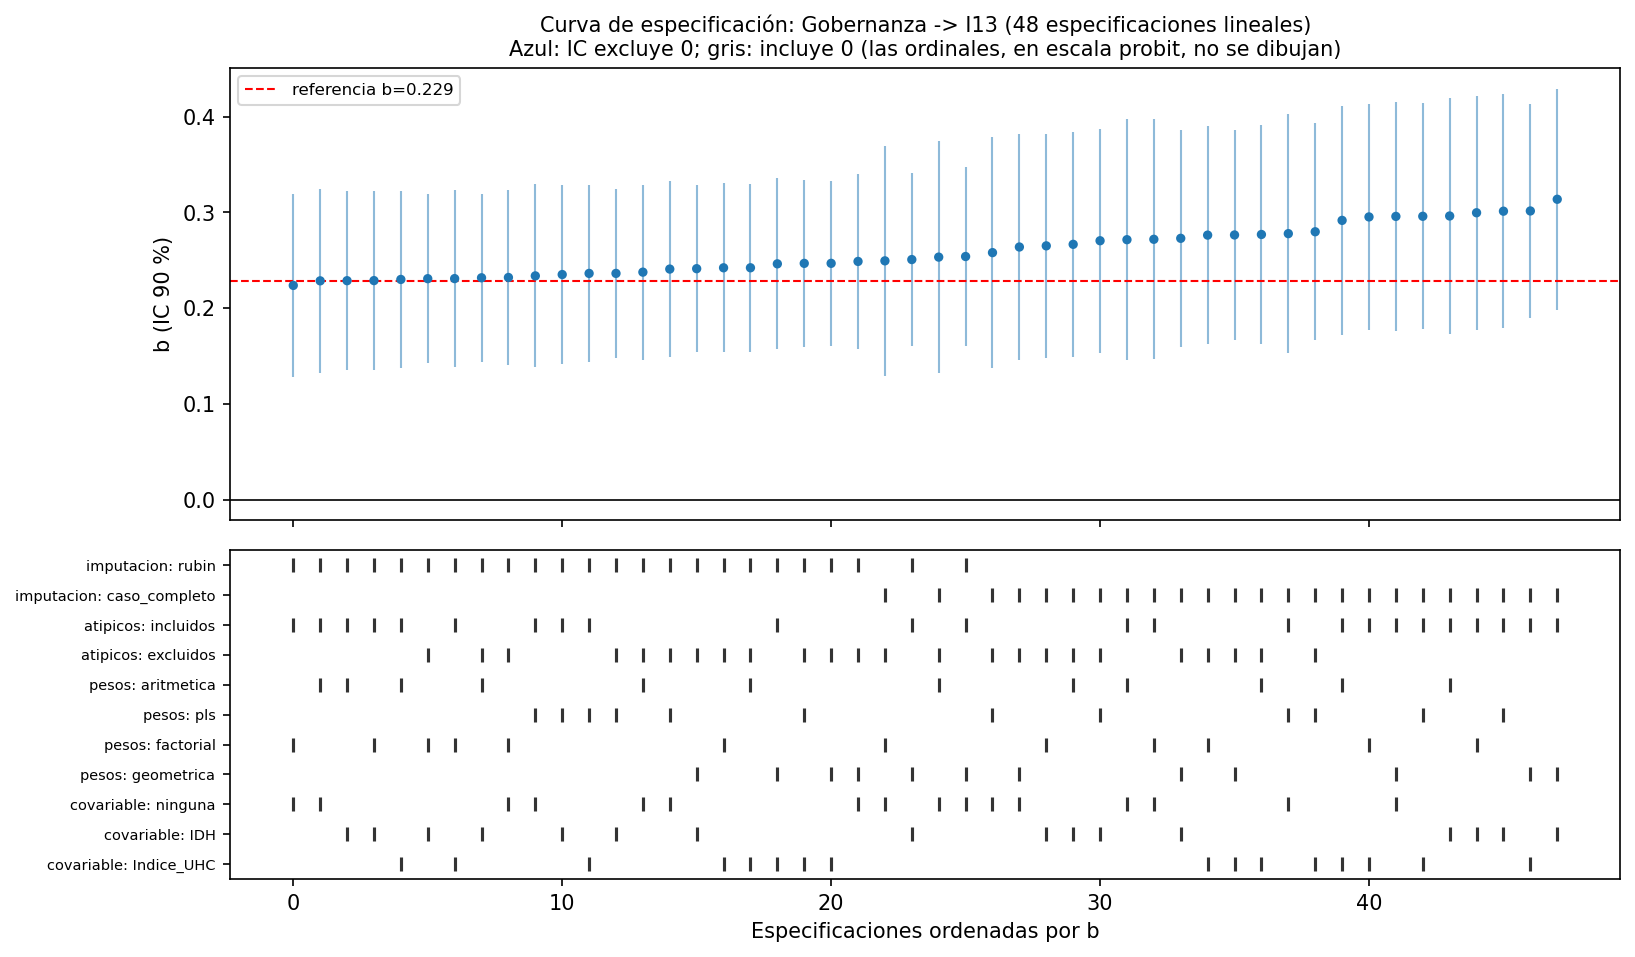 Curva de especificación: Gobernanza -> I13 (48 especificaciones lineales)
Azul: IC excluye 0; gris: incluye 0 (las ordinales, en escala probit, no se dibujan)
referencia b=0.229
b (IC 90 %)
0.4
0.3
0.2
0.1
0.0
imputacion: rubin
imputacion: caso_completo
atipicos: incluidos
atipicos: excluidos
pesos: aritmetica
pesos: pls
pesos: factorial
pesos: geometrica
covariable: ninguna
covariable: IDH
covariable: Indice_UHC
0 10 20 30 40
Especificaciones ordenadas por b